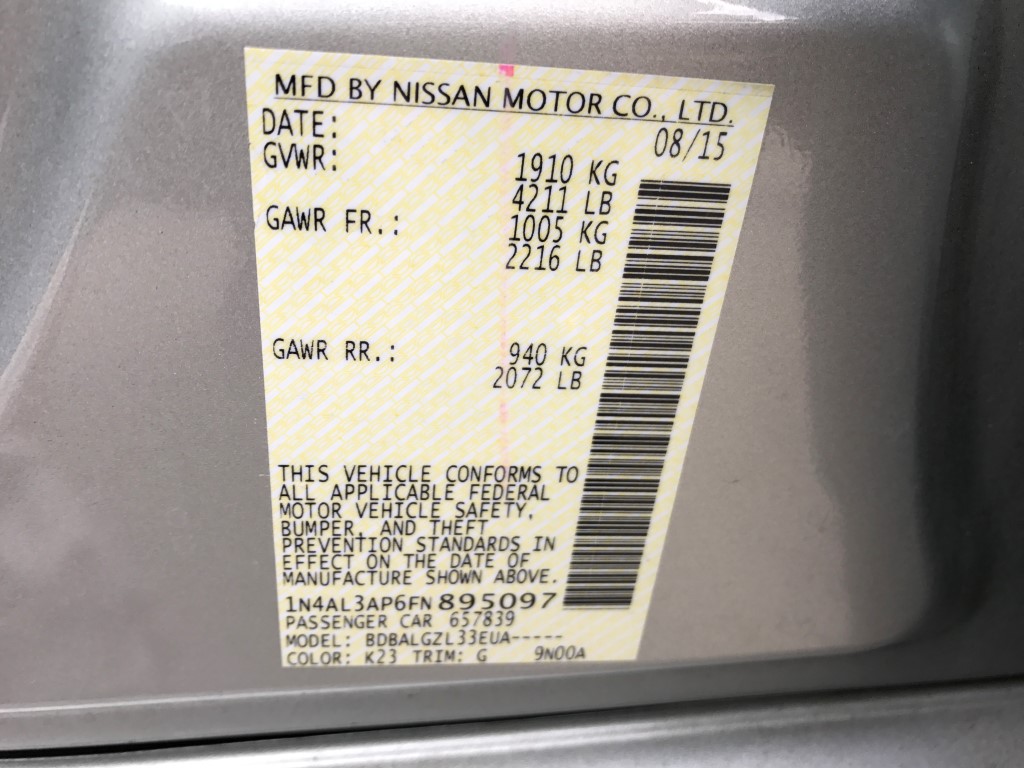 MFD BY NISSAN MOTOR CO., LTD.
DATE: 08/15
GVWR: 1910 KG
4211 LB
GAWR FR.: 1005 KG
2216 LB
GAWR RR.: 940 KG
2072 LB
THIS VEHICLE CONFORMS TO
ALL APPLICABLE FEDERAL
MOTOR VEHICLE SAFETY,
BUMPER, AND THEFT
PREVENTION STANDARDS IN
EFFECT ON THE DATE OF
MANUFACTURE SHOWN ABOVE.
1N4AL3AP6FN895097
PASSENGER CAR 657839
MODEL: BDBALGZL33EUA-----
COLOR: K23 TRIM: G 9N00A